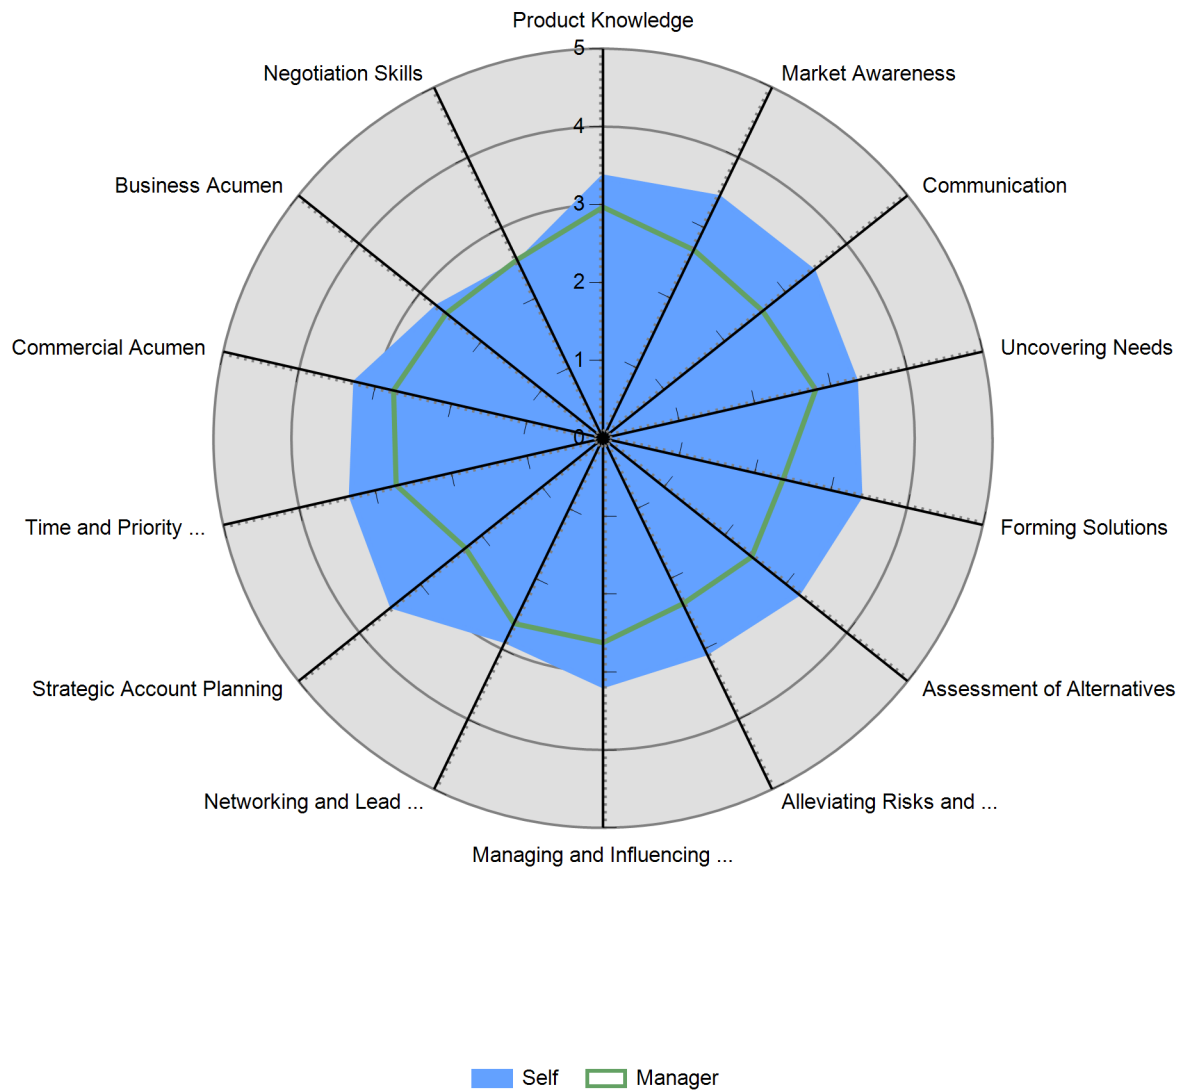 Product Knowledge
5
Negotiation Skills
Market Awareness
4
Business Acumen
Communication
3
2
Commercial Acumen
Uncovering Needs
1
0
Time and Priority ...
Forming Solutions
Strategic Account Planning
Assessment of Alternatives
Networking and Lead ...
Alleviating Risks and ...
Managing and Influencing ...
Self
Manager